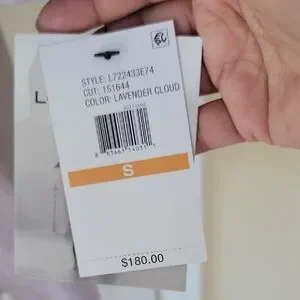 L
STYLE: L722433E74
CUT: 151644
COLOR: LAVENDER CLOUD
S
$180.00